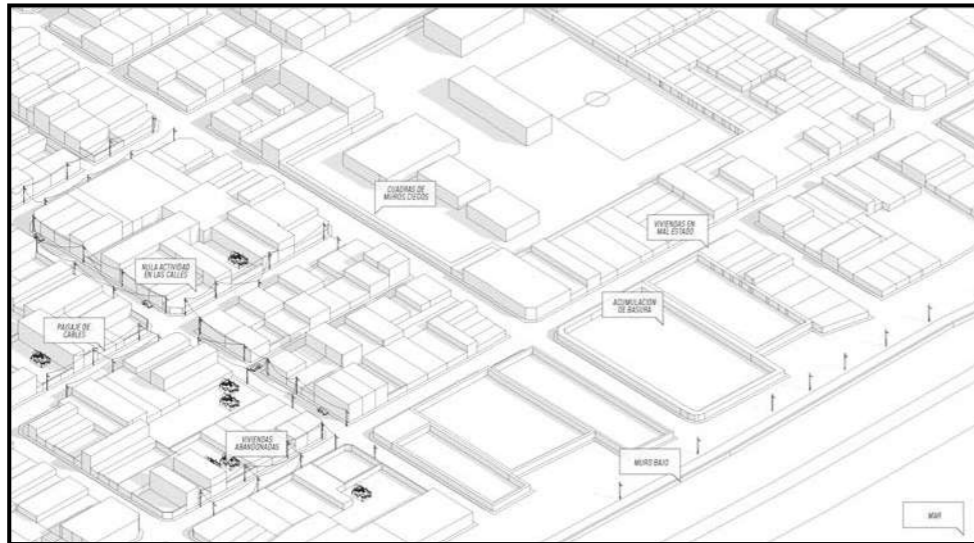 CUADRAS DE
MUROS CIEGOS
VIVIENDAS EN
MAL ESTADO
NULA ACTIVIDAD
EN LAS CALLES
ACUMULACIÓN
DE BASURA
PAISAJE DE
CABLES
VIVIENDAS
ABANDONADAS
MURO BAJO
MAR